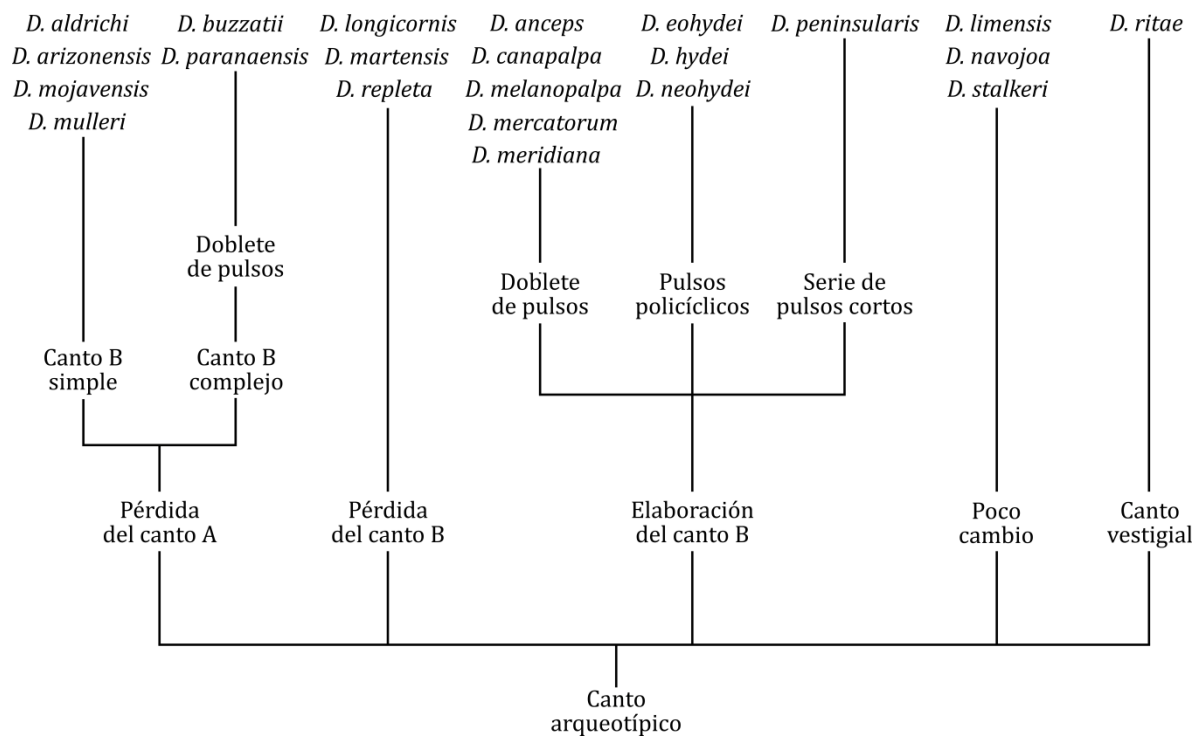 D. aldrichi
D. arizonensis
D. mojavensis
D. mulleri
D. buzzatii
D. paranaensis
D. longicornis
D. martensis
D. repleta
D. anceps
D. canapalpa
D. melanopalpa
D. mercatorum
D. meridiana
D. eohydei
D. hydei
D. neohydei
D. peninsularis
D. limensis
D. navojoa
D. stalkeri
D. ritae
Doblete
de pulsos
Doblete
de pulsos
Pulsos
policíclicos
Serie de
pulsos cortos
Canto B
simple
Canto B
complejo
Pérdida
del canto A
Pérdida
del canto B
Elaboración
del canto B
Poco
cambio
Canto
vestigial
Canto
arqueotípico